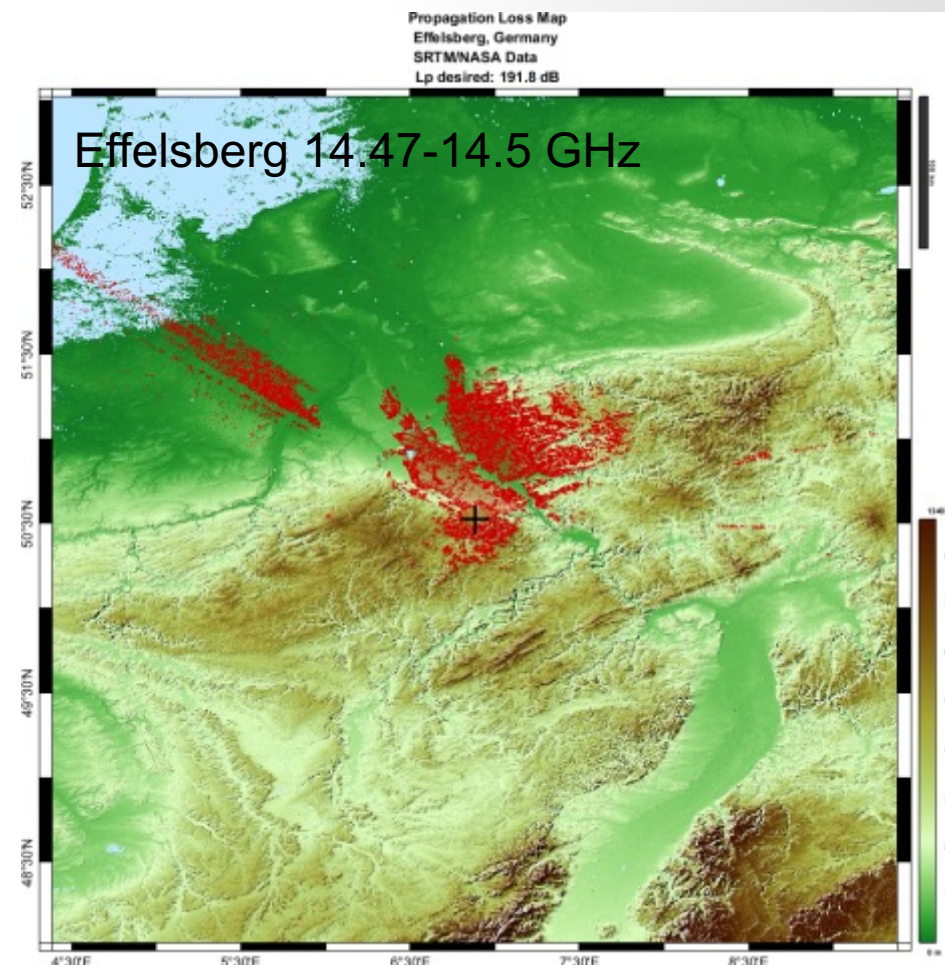 Propagation Loss Map
Effelsberg, Germany
SRTM/NASA Data
Lp desired: 191.8 dB
Effelsberg 14.47-14.5 GHz
52°30'N
51°30'N
50°30'N
49°30'N
48°30'N
4°30'E
5°30'E
6°30'E
7°30'E
8°30'E
0 m